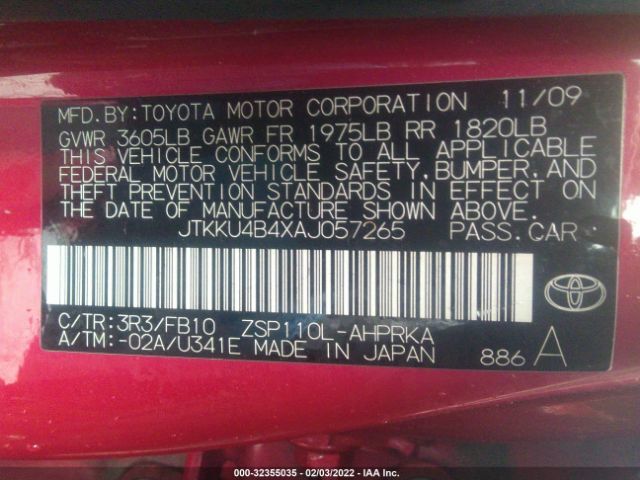 MFD.BY:TOYOTA MOTOR CORPORATION 11/09
GVWR 3605LB GAWR FR 1975LB RR 1820LB
THIS VEHICLE CONFORMS TO ALL APPLICABLE
FEDERAL MOTOR VEHICLE SAFETY,BUMPER,AND
THEFT PREVENTION STANDARDS IN EFFECT ON
THE DATE OF MANUFACTURE SHOWN ABOVE.
JTKKU4B4XAJ057265 PASS.CAR
C/TR:3R3/FB10 ZSP110L-AHPRKA
A/TM:-02A/U341E MADE IN JAPAN 886 A
000-32355035 - 02/03/2022 - IAA Inc.